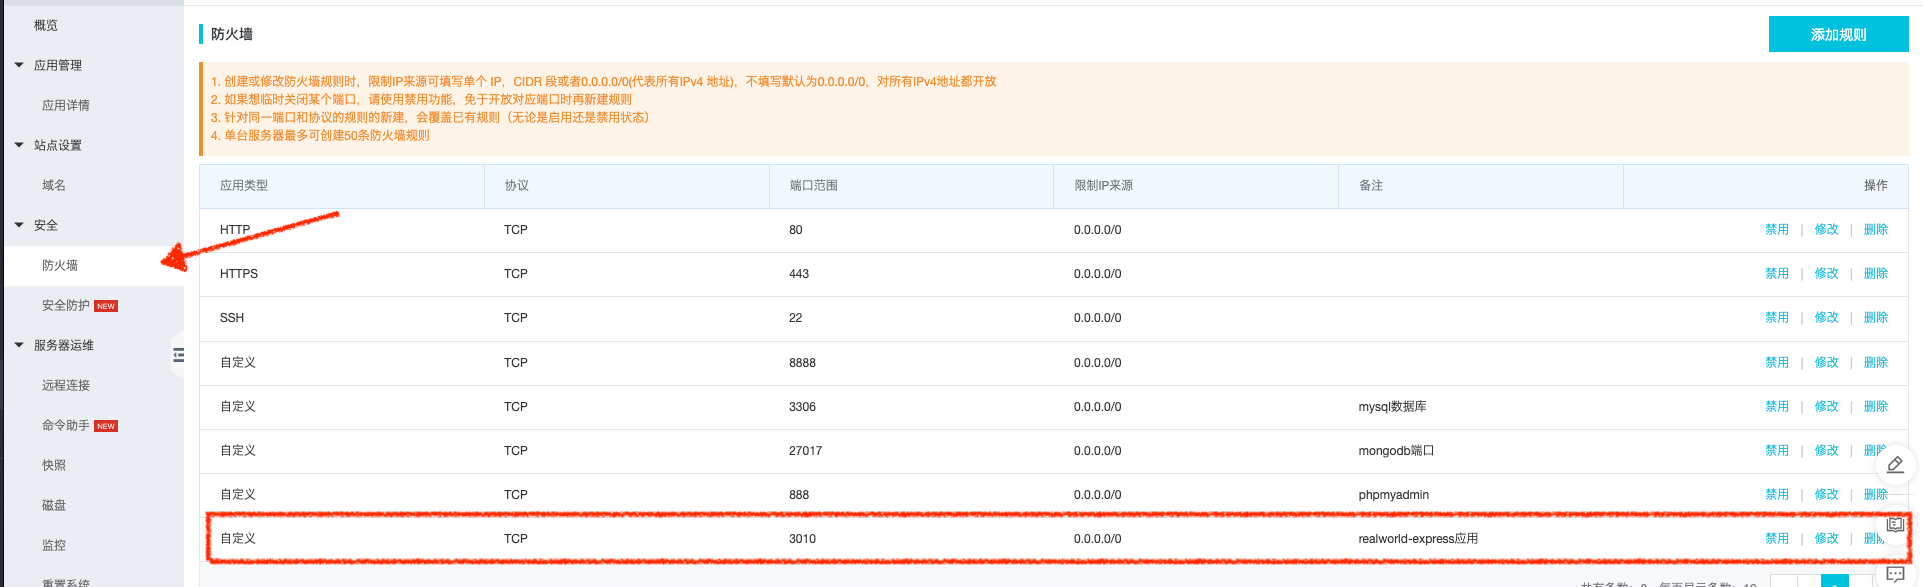 概览
应用管理
应用详情
站点设置
域名
安全
防火墙
安全防护 NEW
服务器运维
远程连接
命令助手 NEW
快照
磁盘
监控
重置系统
防火墙
添加规则
1. 创建或修改防火墙规则时，限制IP来源可填写单个 IP，CIDR 段或者0.0.0.0/0(代表所有IPv4 地址)，不填写默认为0.0.0.0/0，对所有IPv4地址都开放
2. 如果想临时关闭某个端口，请使用禁用功能，免于开放对应端口时再新建规则
3. 针对同一端口和协议的规则的新建，会覆盖已有规则（无论是启用还是禁用状态）
4. 单台服务器最多可创建50条防火墙规则
应用类型 协议 端口范围 限制IP来源 备注 操作
HTTP TCP 80 0.0.0.0/0 禁用 | 修改 | 删除
HTTPS TCP 443 0.0.0.0/0 禁用 | 修改 | 删除
SSH TCP 22 0.0.0.0/0 禁用 | 修改 | 删除
自定义 TCP 8888 0.0.0.0/0 禁用 | 修改 | 删除
自定义 TCP 3306 0.0.0.0/0 mysql数据库 禁用 | 修改 | 删除
自定义 TCP 27017 0.0.0.0/0 mongodb端口 禁用 | 修改 | 删除
自定义 TCP 888 0.0.0.0/0 phpmyadmin 禁用 | 修改 | 删除
自定义 TCP 3010 0.0.0.0/0 realworld-express应用 禁用 | 修改 | 删除